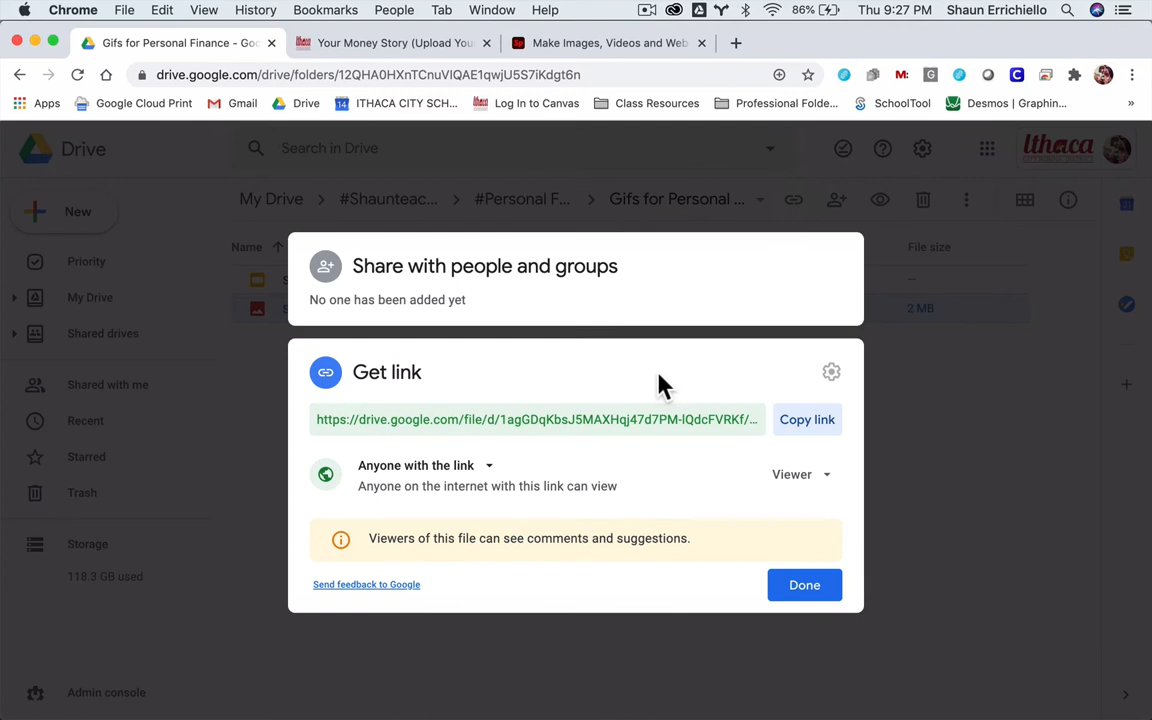 Chrome File Edit View History Bookmarks People Tab Window Help 86% Thu 9:27 PM Shaun Errichiello
Gifs for Personal Finance - Goo Your Money Story (Upload You Sp Make Images, Videos and Web
drive.google.com/drive/folders/12QHA0HXnTCnuVIQAE1qwjU5S7iKdgt6n M: G C
Apps Google Cloud Print Gmail Drive 14 ITHACA CITY SCH... Log In to Canvas Class Resources Professional Folde... SchoolTool Desmos | Graphin... »
Drive Search in Drive Ithaca
New My Drive #Shaunteac... #Personal F... Gifs for Personal ...
Name File size
Priority
My Drive
2 MB
Shared drives
Shared with me
Recent
Starred
Trash
Storage
118.3 GB used
Admin console
Share with people and groups
No one has been added yet
Get link
https://drive.google.com/file/d/1agGDqKbsJ5MAXHqj47d7PM-IQdcFVRKf/... Copy link
Anyone with the link
Anyone on the internet with this link can view Viewer
Viewers of this file can see comments and suggestions.
Send feedback to Google Done